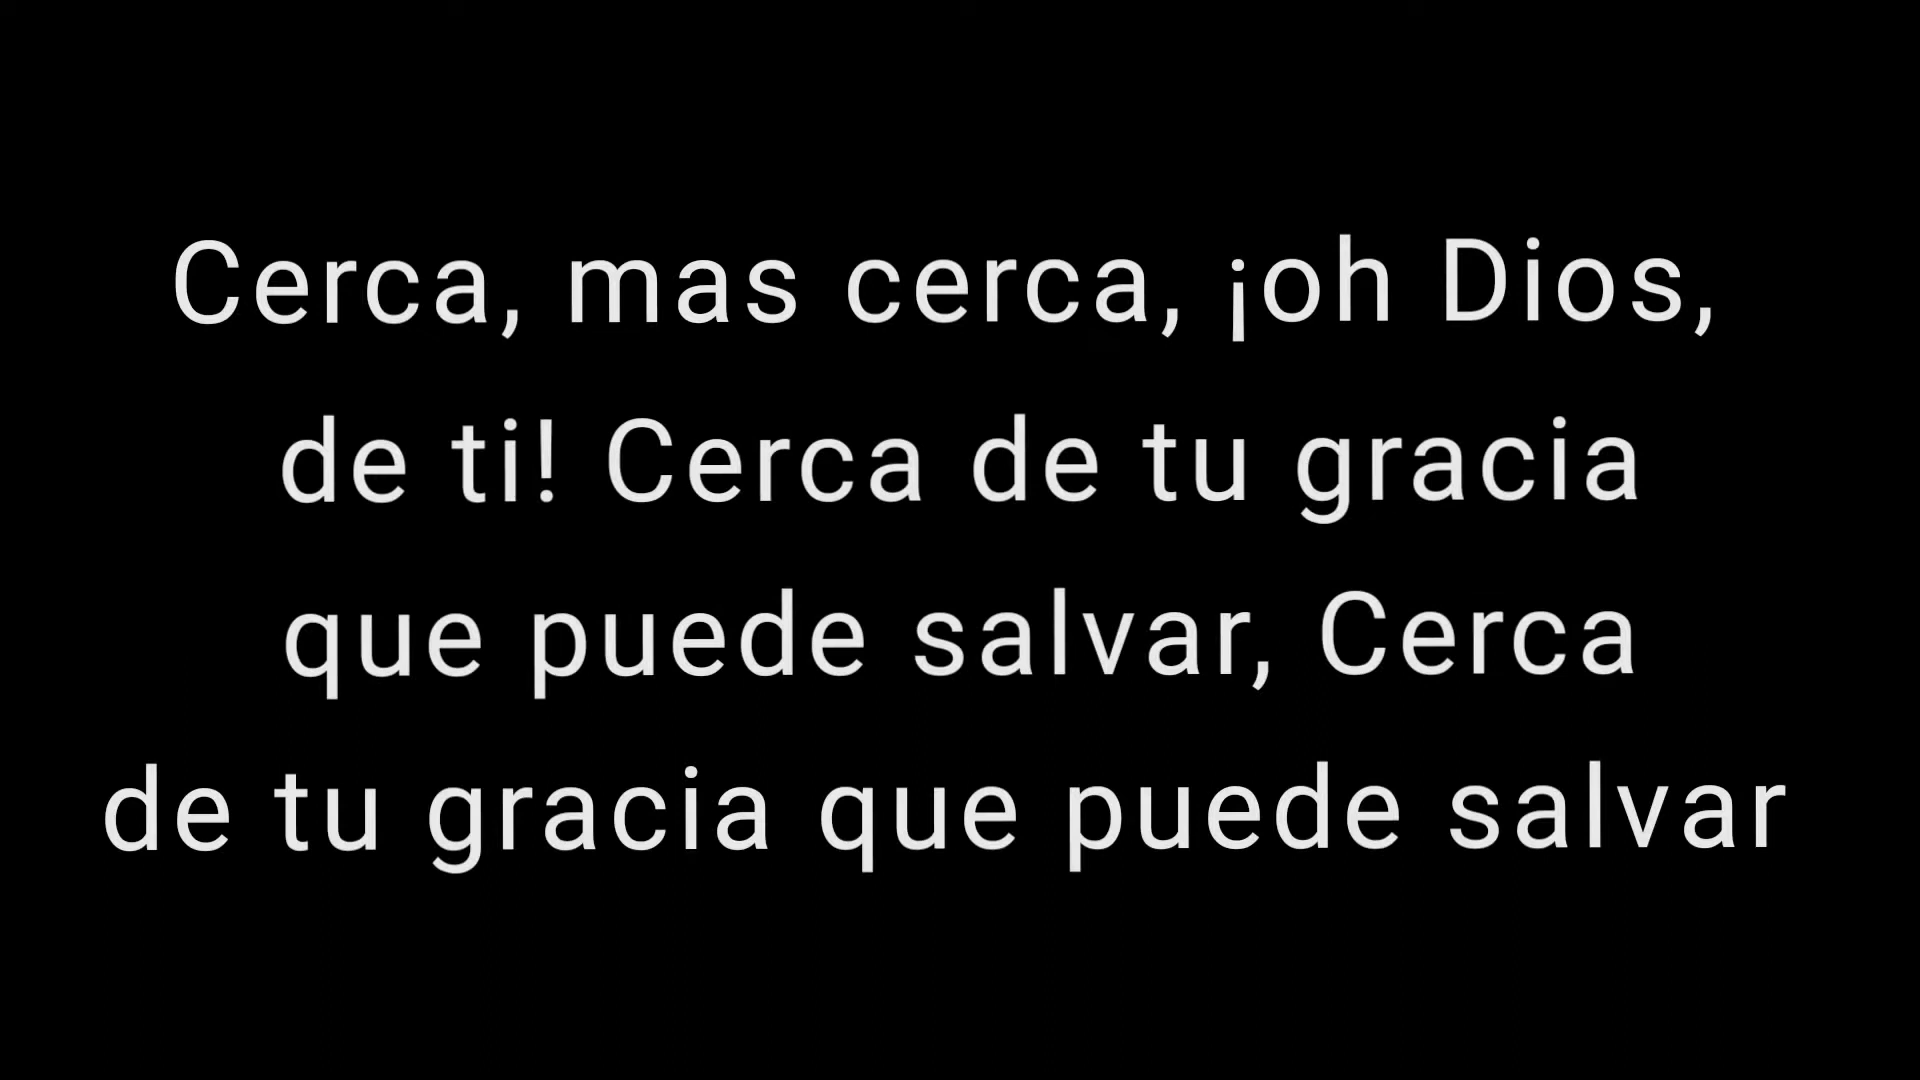 Cerca, mas cerca, ¡oh Dios,
de ti! Cerca de tu gracia
que puede salvar, Cerca
de tu gracia que puede salvar